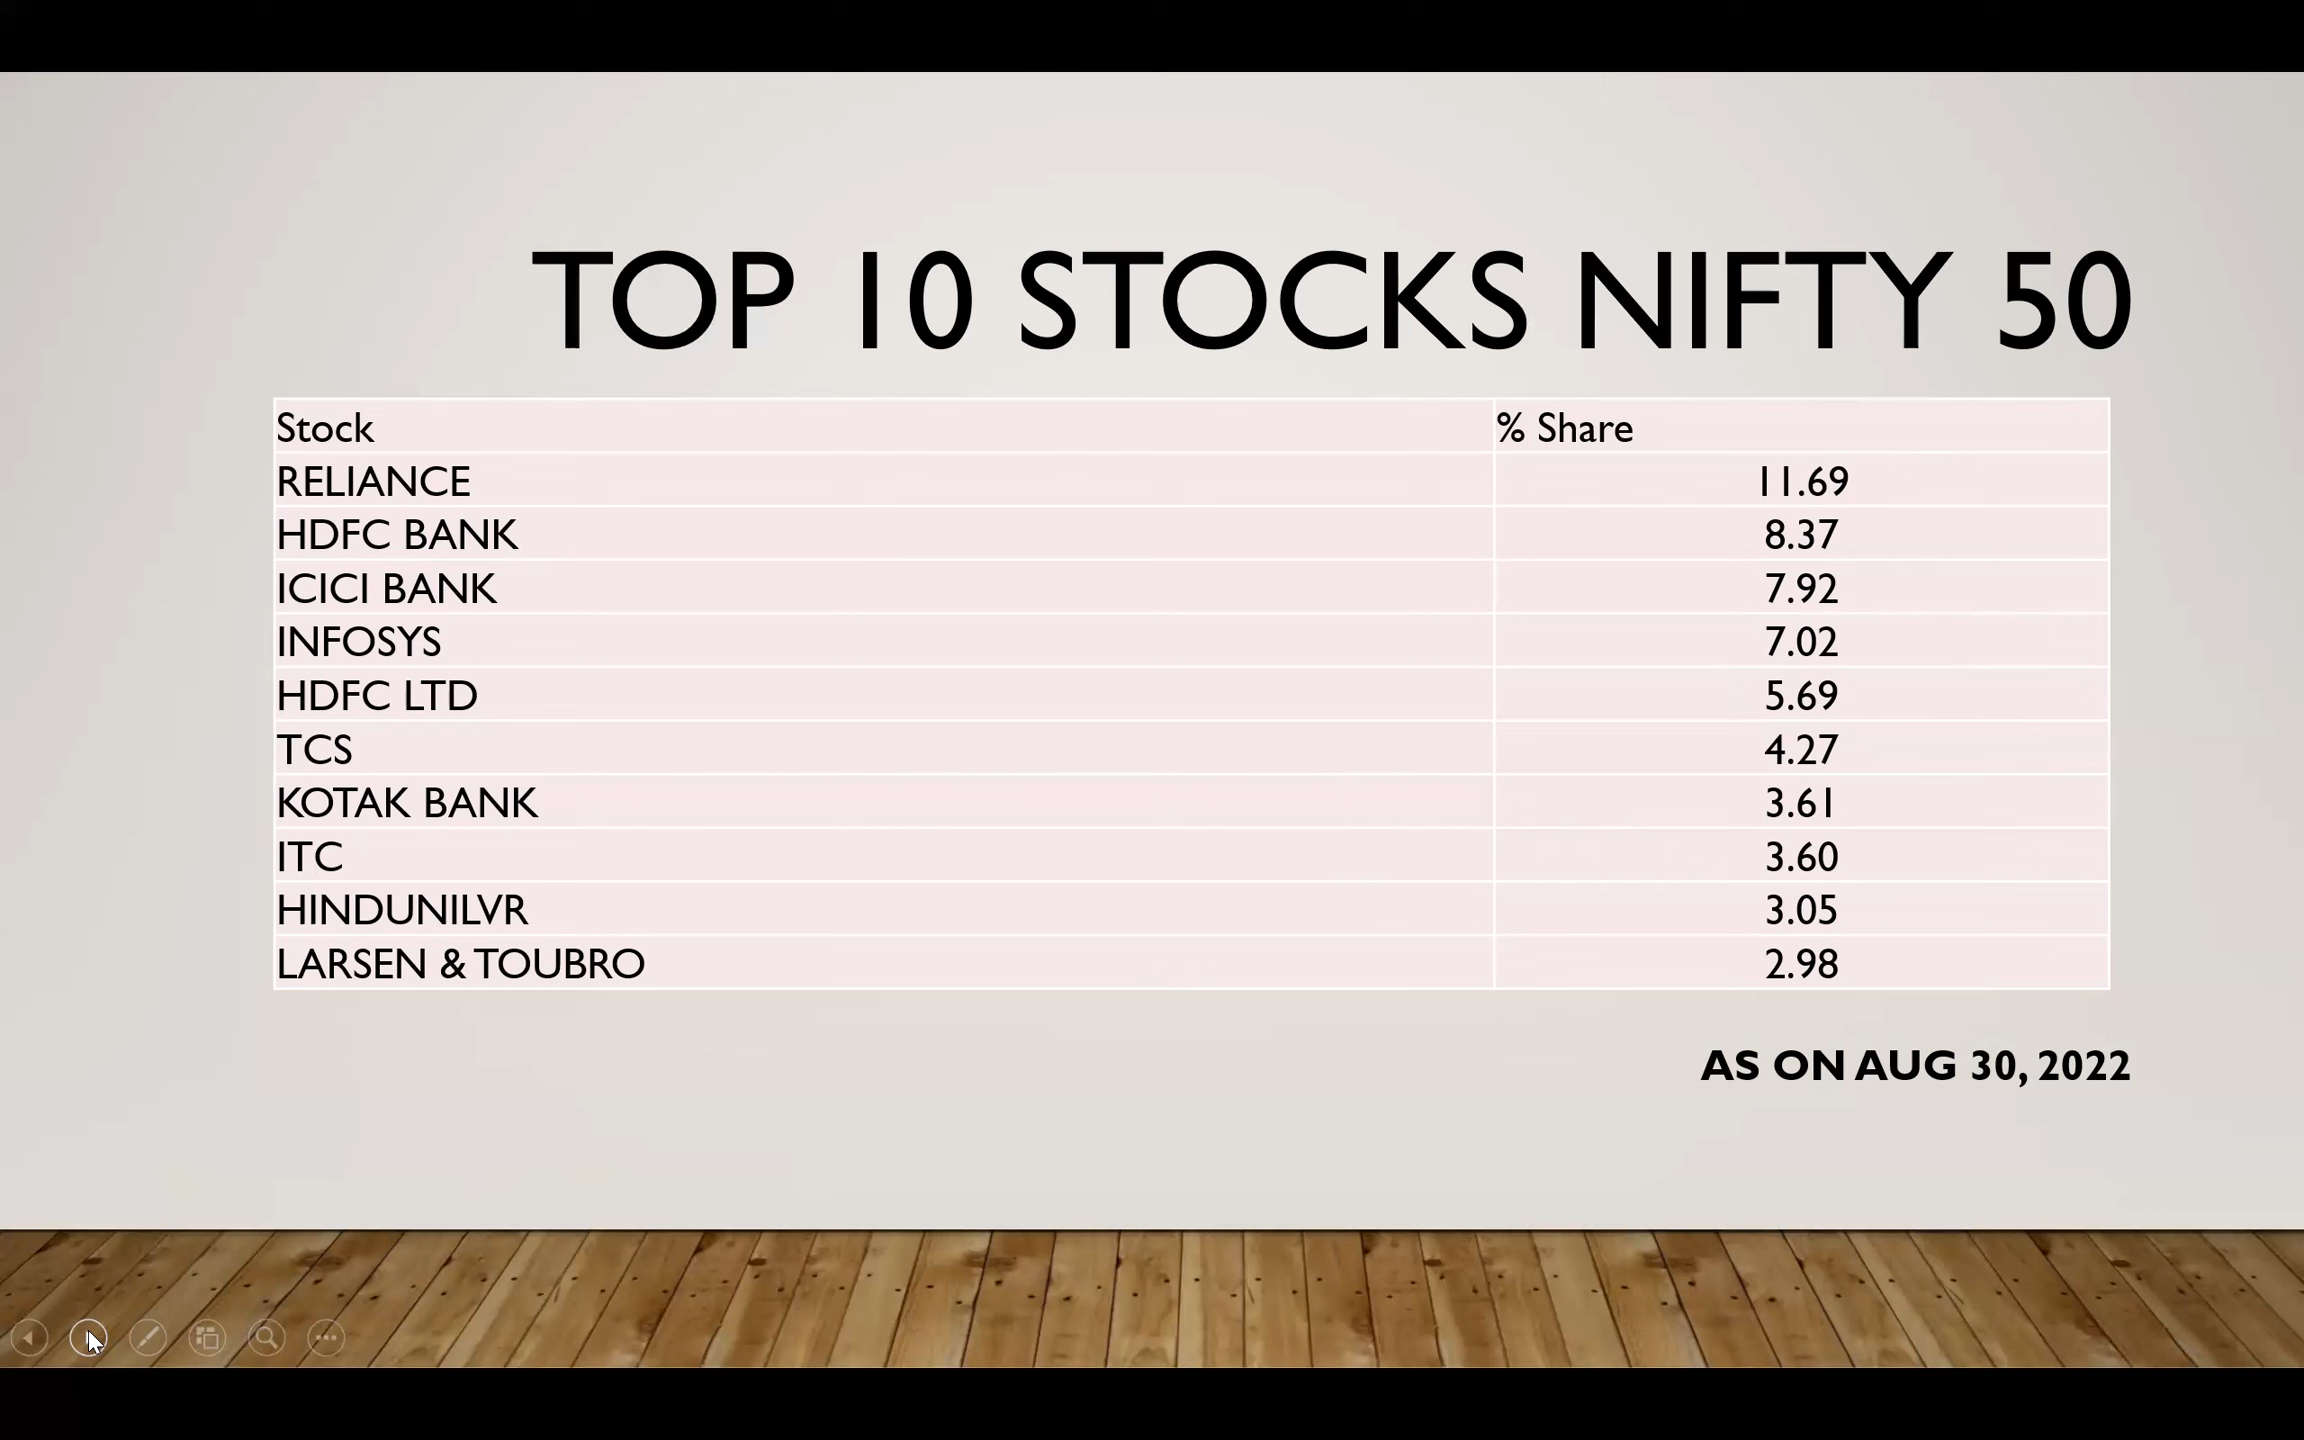 TOP 10 STOCKS NIFTY 50
Stock % Share
RELIANCE 11.69
HDFC BANK 8.37
ICICI BANK 7.92
INFOSYS 7.02
HDFC LTD 5.69
TCS 4.27
KOTAK BANK 3.61
ITC 3.60
HINDUNILVR 3.05
LARSEN & TOUBRO 2.98
AS ON AUG 30, 2022